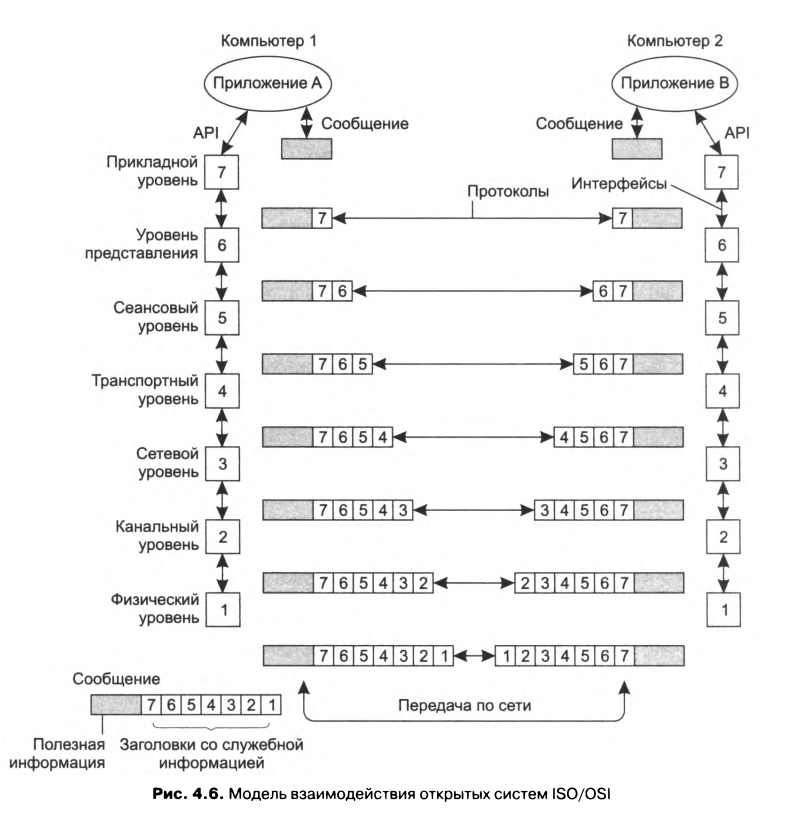 Компьютер 1
Компьютер 2
Приложение A
Приложение B
API
Сообщение
Сообщение
API
Прикладной
уровень
7
7
Интерфейсы
Протоколы
7
7
Уровень
представления
6
6
7 6
6 7
Сеансовый
уровень
5
5
7 6 5
5 6 7
Транспортный
уровень
4
4
7 6 5 4
4 5 6 7
Сетевой
уровень
3
3
7 6 5 4 3
3 4 5 6 7
Канальный
уровень
2
2
7 6 5 4 3 2
2 3 4 5 6 7
Физический
уровень
1
1
7 6 5 4 3 2 1
1 2 3 4 5 6 7
Сообщение
7 6 5 4 3 2 1
Передача по сети
Полезная
информация
Заголовки со служебной
информацией
Рис. 4.6. Модель взаимодействия открытых систем ISO/OSI